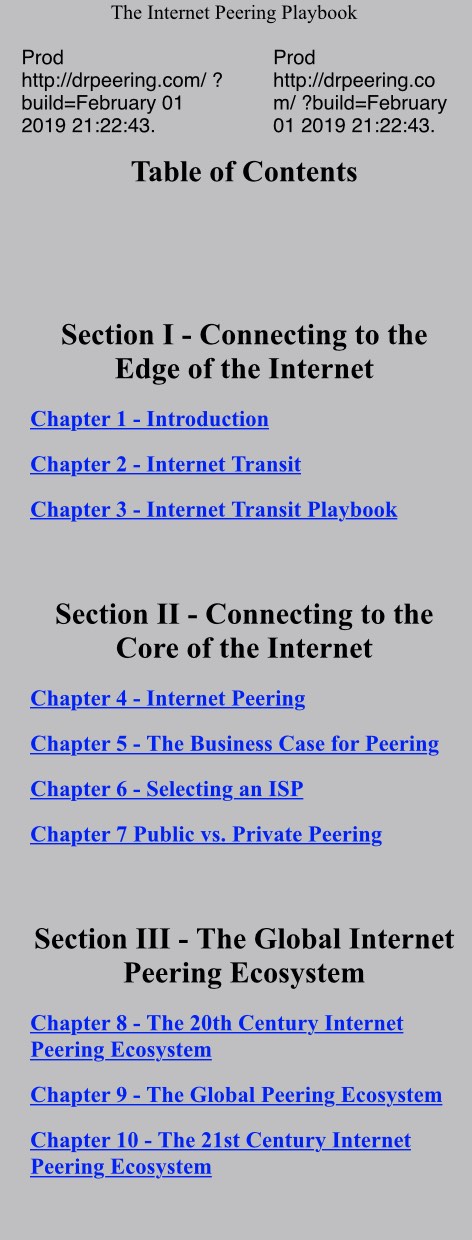 The Internet Peering Playbook
Prod
http://drpeering.com/ ?
build=February 01
2019 21:22:43.
Prod
http://drpeering.co
m/ ?build=February
01 2019 21:22:43.
Table of Contents
Section I - Connecting to the
Edge of the Internet
Chapter 1 - Introduction
Chapter 2 - Internet Transit
Chapter 3 - Internet Transit Playbook
Section II - Connecting to the
Core of the Internet
Chapter 4 - Internet Peering
Chapter 5 - The Business Case for Peering
Chapter 6 - Selecting an ISP
Chapter 7 Public vs. Private Peering
Section III - The Global Internet
Peering Ecosystem
Chapter 8 - The 20th Century Internet
Peering Ecosystem
Chapter 9 - The Global Peering Ecosystem
Chapter 10 - The 21st Century Internet
Peering Ecosystem